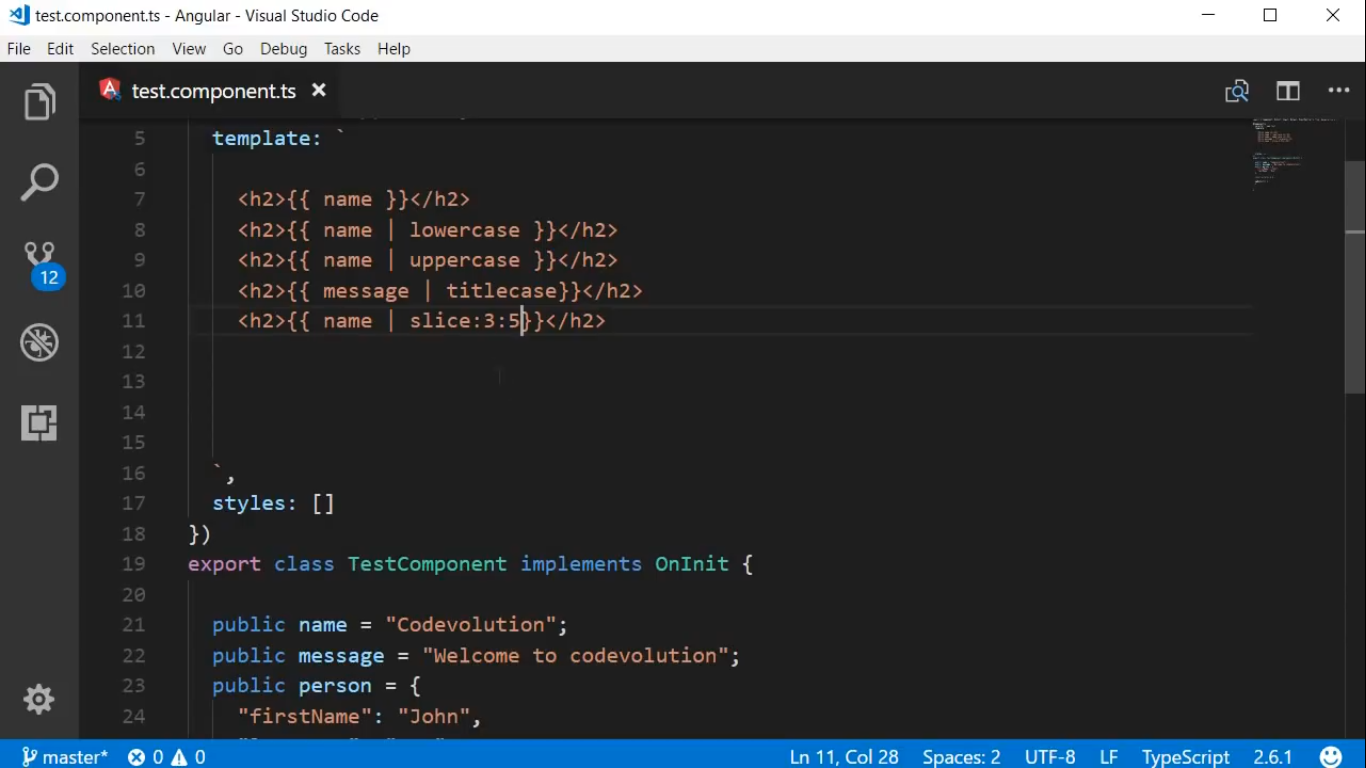 test.component.ts - Angular - Visual Studio Code
File Edit Selection View Go Debug Tasks Help
test.component.ts
5 template: `
6
7 <h2>{{ name }}</h2>
8 <h2>{{ name | lowercase }}</h2>
9 <h2>{{ name | uppercase }}</h2>
10 <h2>{{ message | titlecase}}</h2>
11 <h2>{{ name | slice:3:5}}</h2>
12
13
14
15
16 `,
17 styles: []
18 })
19 export class TestComponent implements OnInit {
20
21 public name = "Codevolution";
22 public message = "Welcome to codevolution";
23 public person = {
24 "firstName": "John",
12
master* 0 0 Ln 11, Col 28 Spaces: 2 UTF-8 LF TypeScript 2.6.1